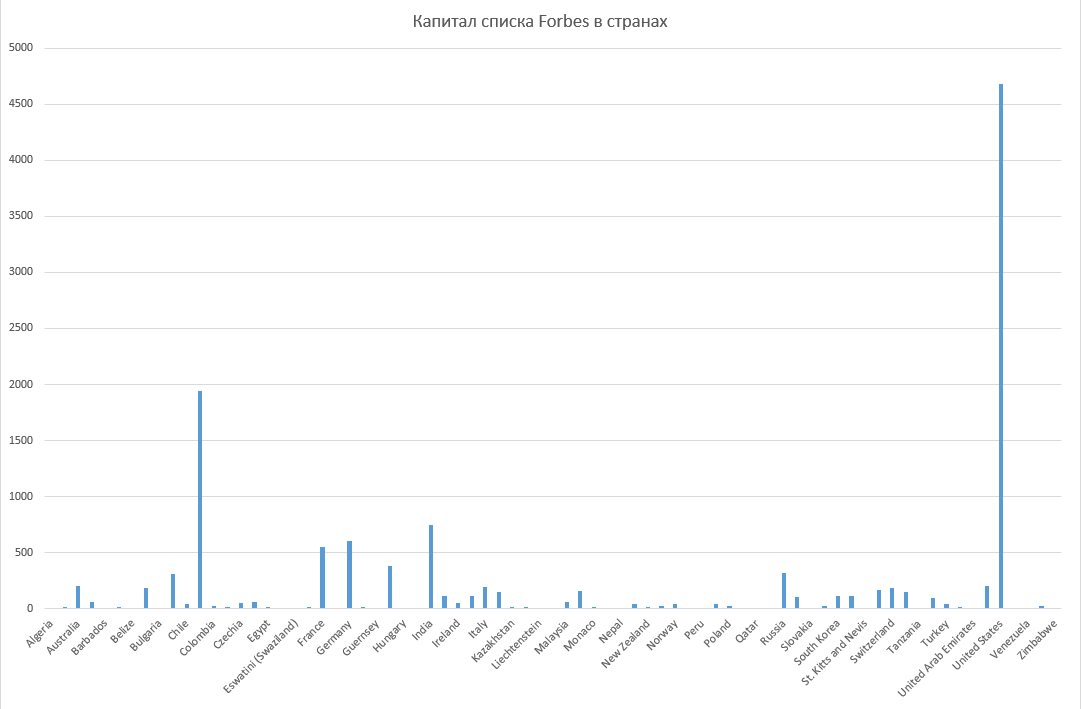 Капитал списка Forbes в странах
5000
4500
4000
3500
3000
2500
2000
1500
1000
500
0
Algeria
Australia
Barbados
Belize
Bulgaria
Chile
Colombia
Czechia
Egypt
Eswatini (Swaziland)
France
Germany
Guernsey
Hungary
India
Ireland
Italy
Kazakhstan
Liechtenstein
Malaysia
Monaco
Nepal
New Zealand
Norway
Peru
Poland
Qatar
Russia
Slovakia
South Korea
St. Kitts and Nevis
Switzerland
Tanzania
Turkey
United Arab Emirates
United States
Venezuela
Zimbabwe